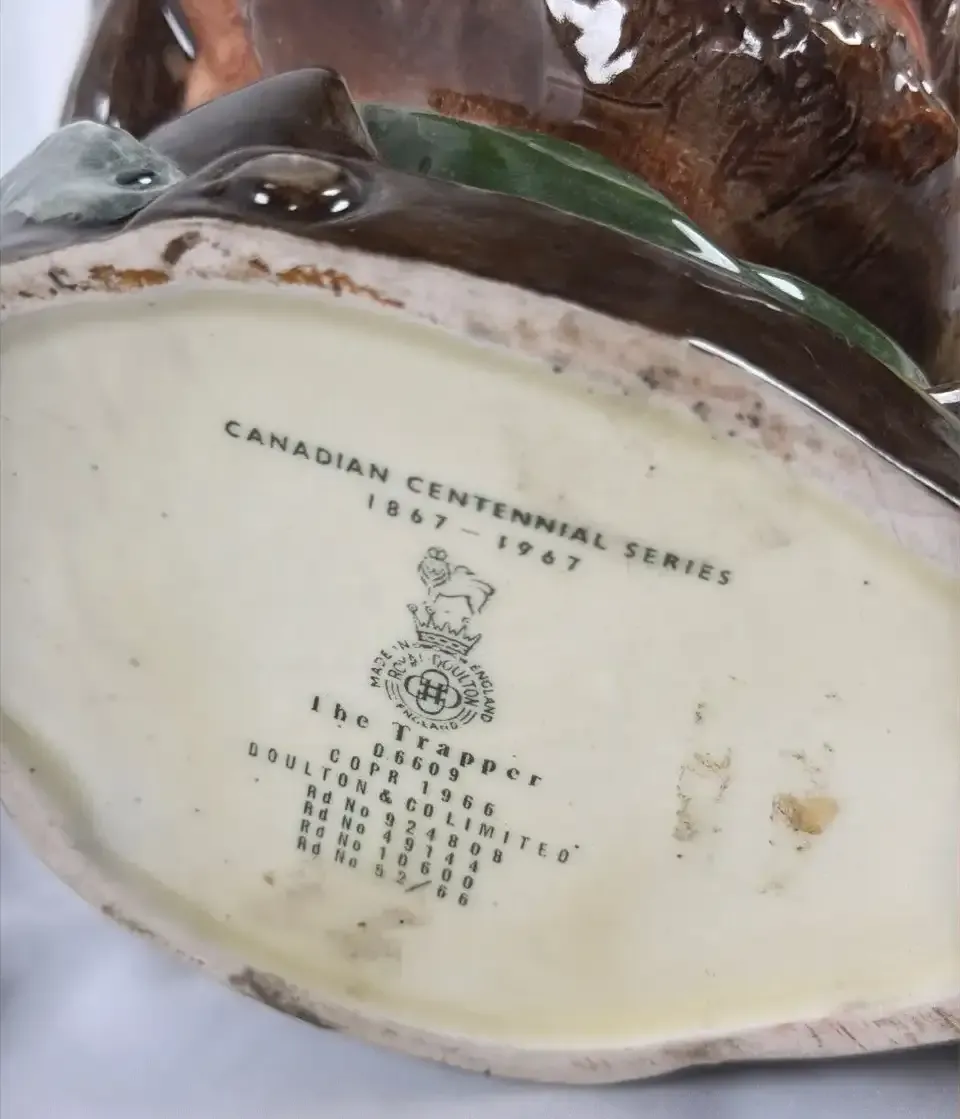 CANADIAN CENTENNIAL SERIES
1867 — 1967
MADE IN ENGLAND
ROYAL DOULTON
ENGLAND
The Trapper
D.6609
COPR 1966
DOULTON & CO LIMITED
Rd No 924808
Rd No 49144
Rd No 10600
Rd No 52/66